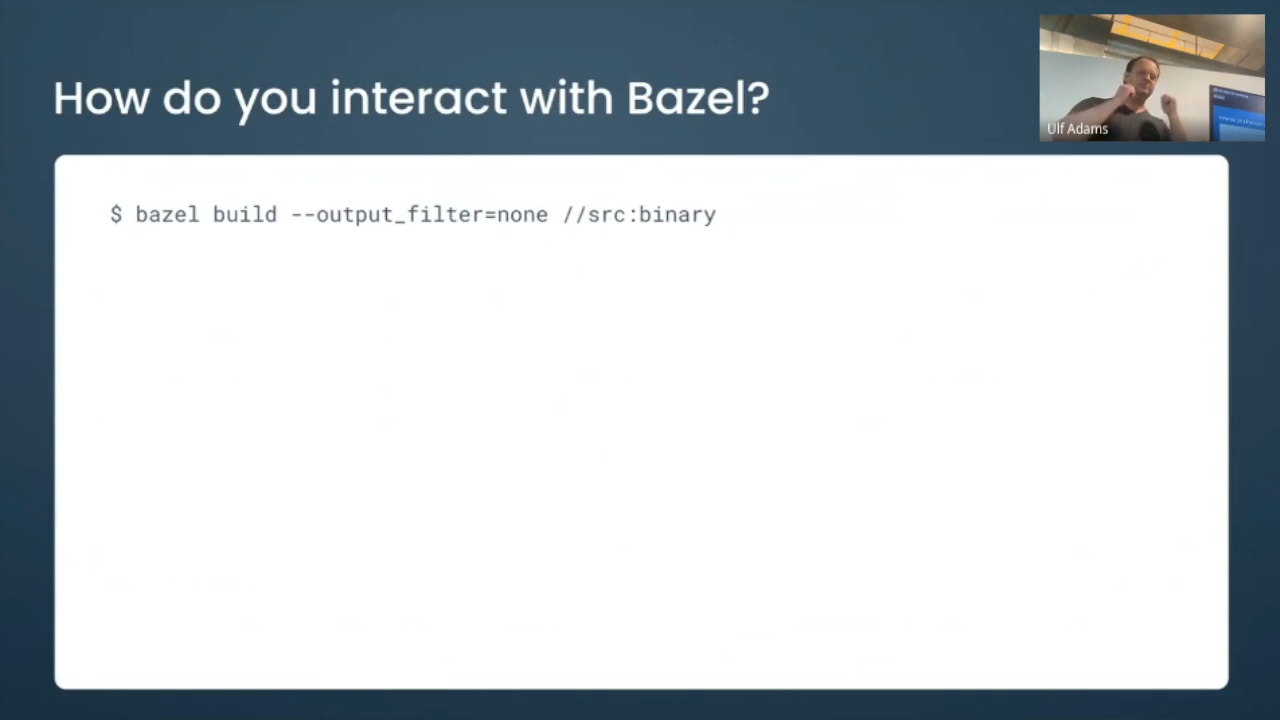 How do you interact with Bazel?
Ulf Adams
$ bazel build --output_filter=none //src:binary